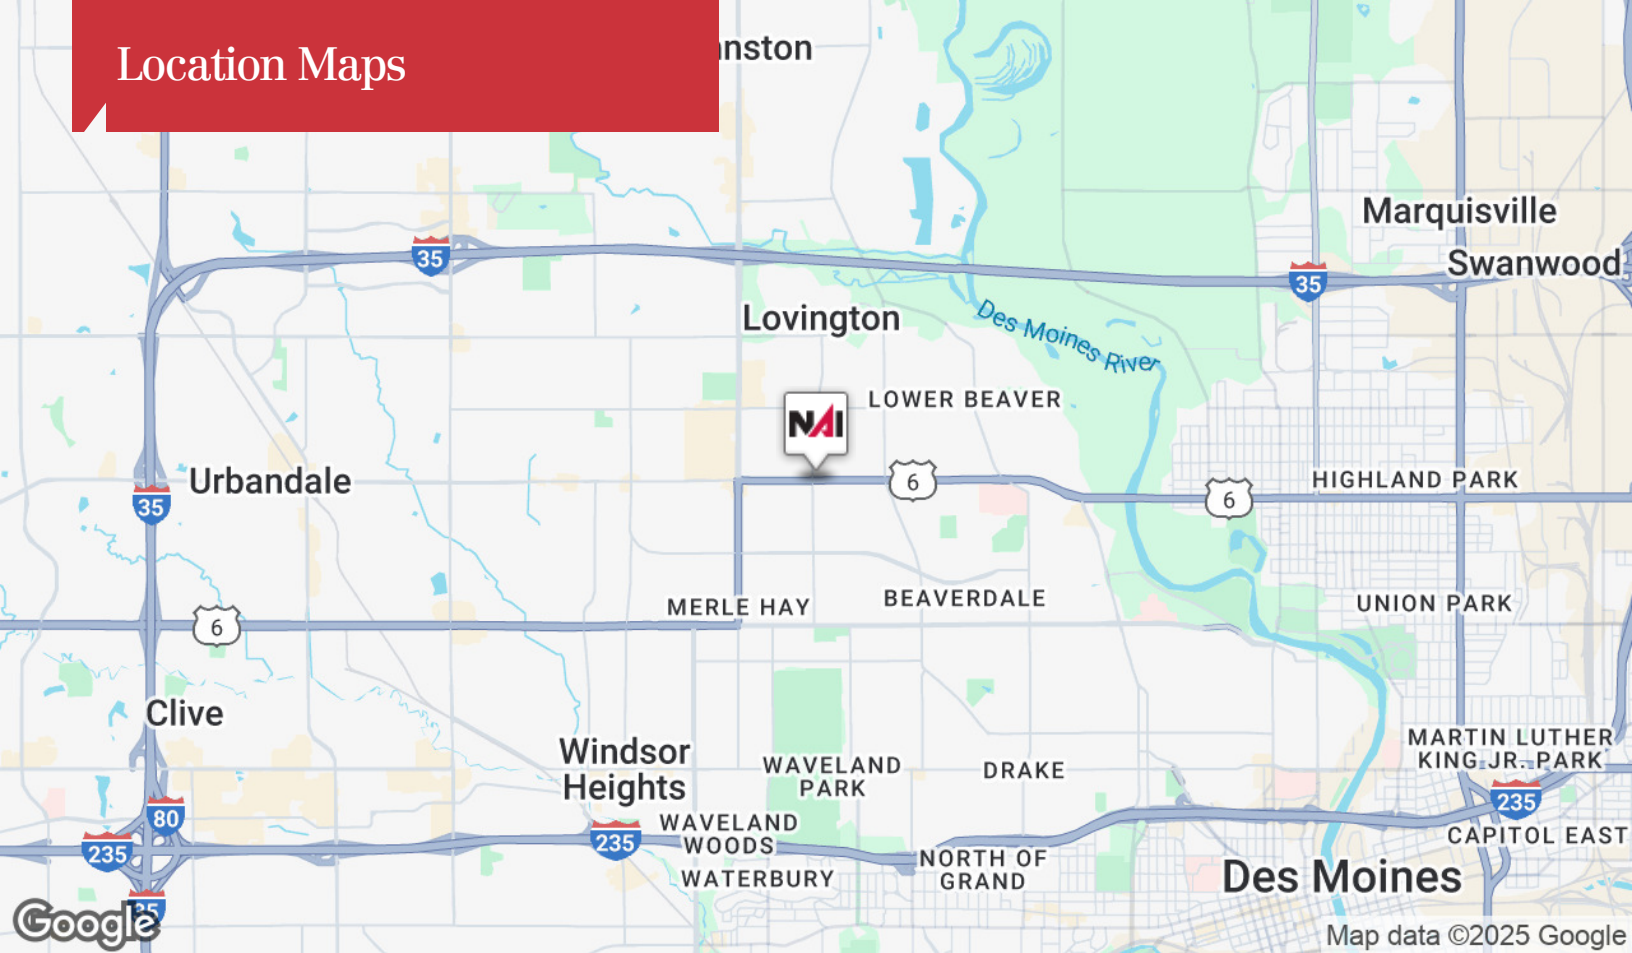 Location Maps
nston
Marquisville
Swanwood
35
35
Lovington
Des Moines River
LOWER BEAVER
NAI
Urbandale
6
HIGHLAND PARK
35
6
MERLE HAY
BEAVERDALE
UNION PARK
6
Clive
Windsor
Heights
WAVELAND
PARK
DRAKE
MARTIN LUTHER
KING JR. PARK
235
80
WAVELAND
WOODS
235
235
CAPITOL EAST
NORTH OF
GRAND
WATERBURY
Des Moines
35
Google
Map data ©2025 Google